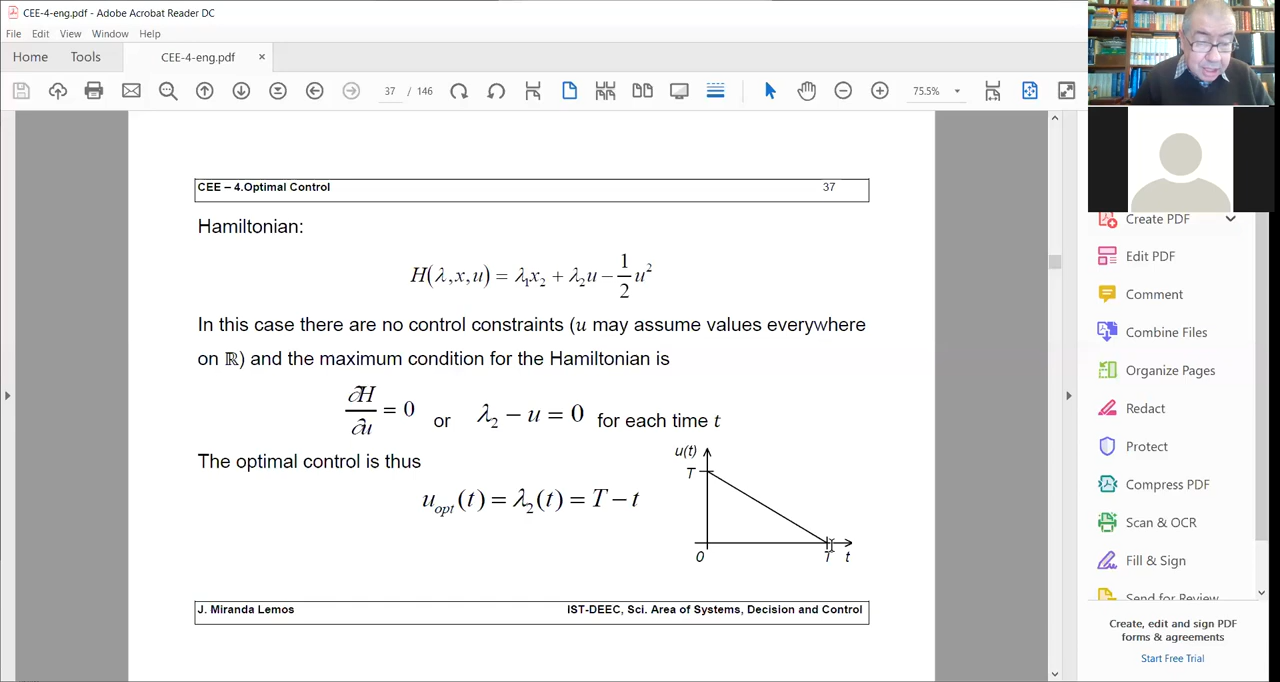 CEE-4-eng.pdf - Adobe Acrobat Reader DC
File Edit View Window Help
Home Tools CEE-4-eng.pdf ×
37 / 146 75.5%
CEE – 4.Optimal Control 37
Hamiltonian:
H(λ,x,u) = λ₁x₂ + λ₂u − 1/2 u²
In this case there are no control constraints (u may assume values everywhere
on ℝ) and the maximum condition for the Hamiltonian is
∂H/∂u = 0 or λ₂ − u = 0 for each time t
The optimal control is thus
u_opt(t) = λ₂(t) = T − t
u(t)
T
0 T t
J. Miranda Lemos IST-DEEC, Sci. Area of Systems, Decision and Control
Create PDF
Edit PDF
Comment
Combine Files
Organize Pages
Redact
Protect
Compress PDF
Scan & OCR
Fill & Sign
Send for Review
Create, edit and sign PDF
forms & agreements
Start Free Trial